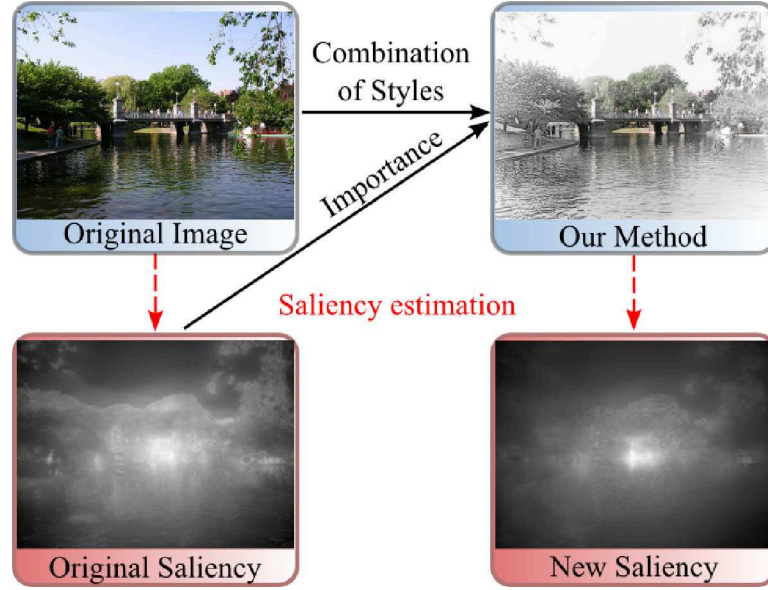 Combination
of Styles
Importance
Original Image
Our Method
Saliency estimation
Original Saliency
New Saliency